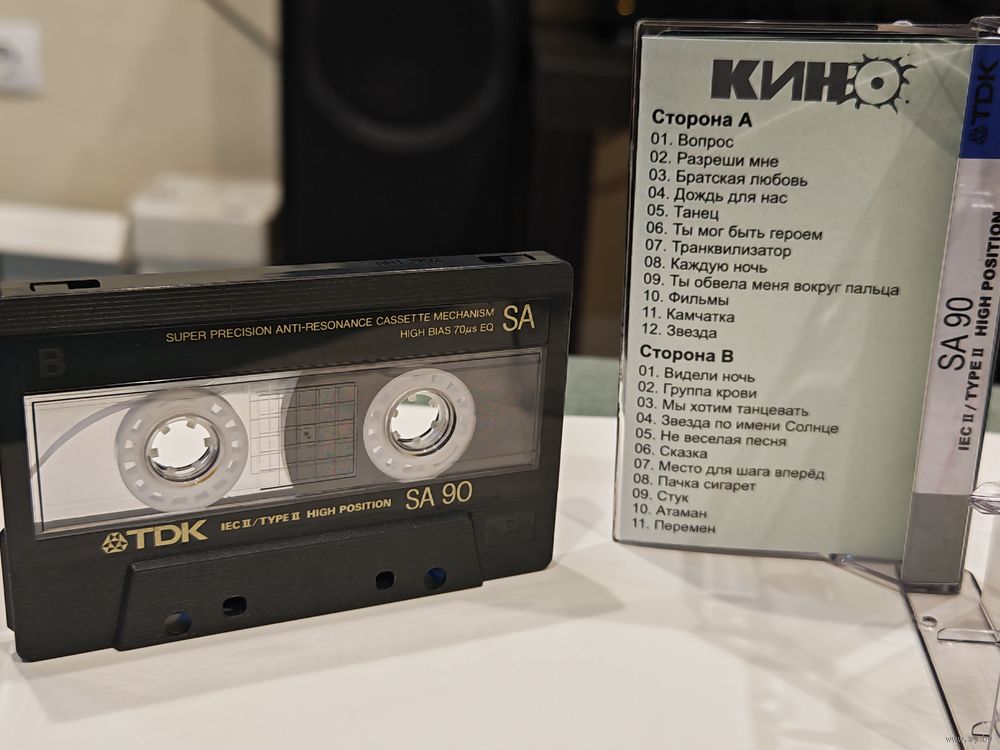 B
SUPER PRECISION ANTI-RESONANCE CASSETTE MECHANISM SA
HIGH BIAS 70μs EQ
TDK IEC II / TYPE II HIGH POSITION SA 90
КИНО
Сторона А
01. Вопрос
02. Разреши мне
03. Братская любовь
04. Дождь для нас
05. Танец
06. Ты мог быть героем
07. Транквилизатор
08. Каждую ночь
09. Ты обвела меня вокруг пальца
10. Фильмы
11. Камчатка
12. Звезда
Сторона В
01. Видели ночь
02. Группа крови
03. Мы хотим танцевать
04. Звезда по имени Солнце
05. Не веселая песня
06. Сказка
07. Место для шага вперёд
08. Пачка сигарет
09. Стук
10. Атаман
11. Перемен
TDK
SA 90
IEC II / TYPE II HIGH POSITION